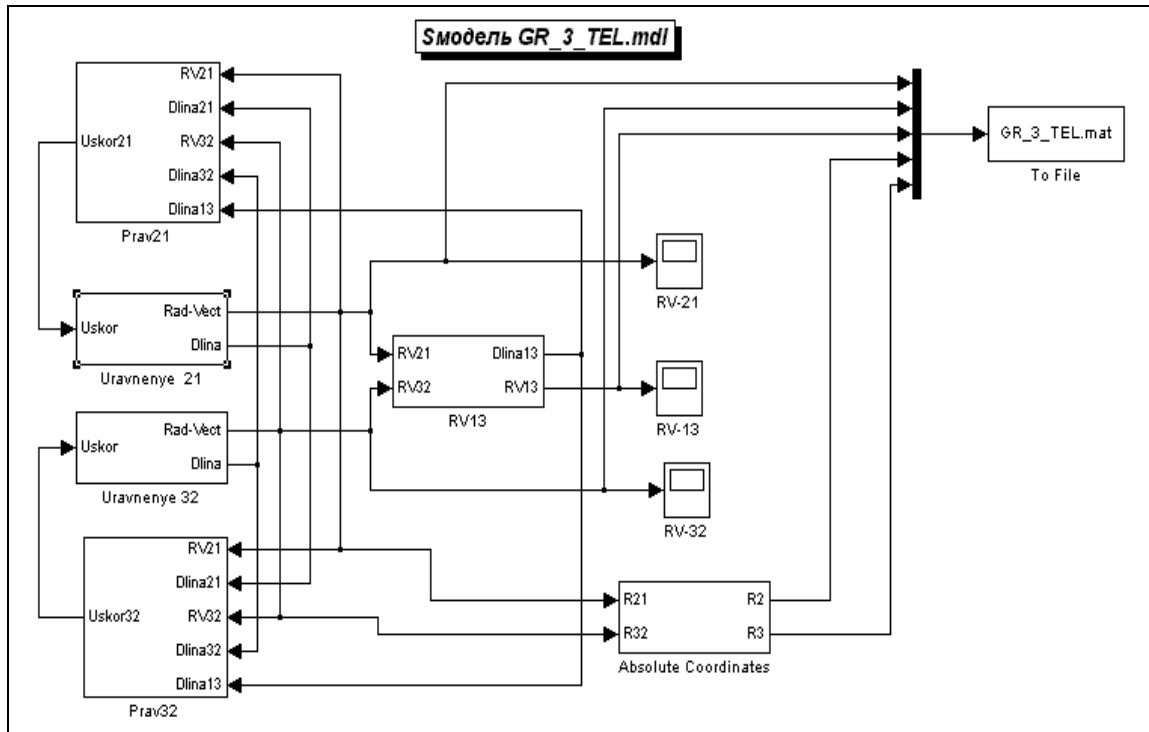 Sмодель GR_3_TEL.mdl
RV21
Dlina21
Uskor21
RV32
Dlina32
Dlina13
Prav21
GR_3_TEL.mat
To File
RV-21
Rad-Vect
Uskor
Dlina
Uravnenye 21
RV21
Dlina13
RV32
RV13
RV13
RV-13
Rad-Vect
Uskor
Dlina
Uravnenye 32
RV-32
RV21
Dlina21
Uskor32
RV32
Dlina32
Dlina13
Prav32
R21
R2
R32
R3
Absolute Coordinates